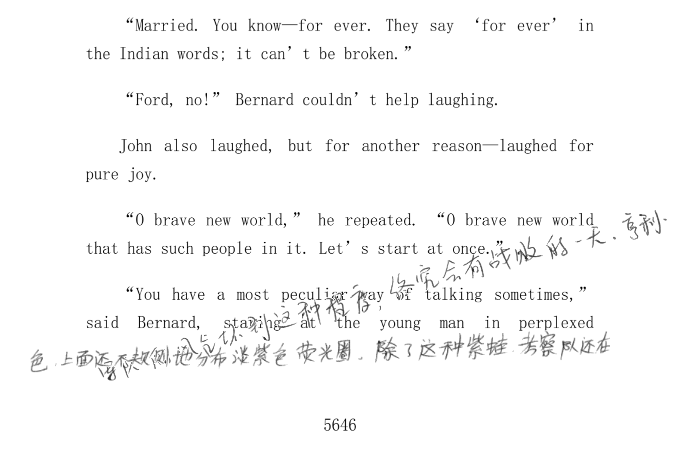 “Married. You know—for ever. They say ‘for ever’ in
the Indian words; it can’t be broken.”
“Ford, no!” Bernard couldn’t help laughing.
John also laughed, but for another reason—laughed for
pure joy.
“O brave new world,” he repeated. “O brave new world
that has such people in it. Let’s start at once.”
“You have a most peculiar way of talking sometimes,”
said Bernard, staring at the young man in perplexed
到这种程度，终究会有战败的一天．亨利．
色．上面还不规则地分布淡紫色荧光圈．除了这种紫蛙．考察队还在
5646